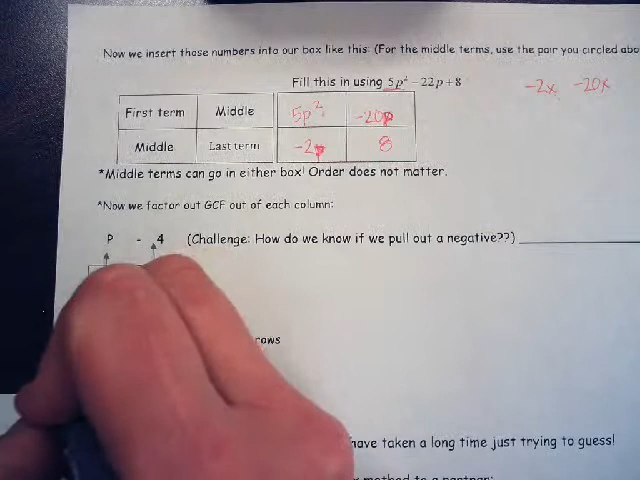 Now we insert those numbers into our box like this: (For the middle terms, use the pair you circled abo
Fill this in using 5p² - 22p + 8
-2x -20x
First term Middle 5p² -20p
Middle Last term -2p 8
*Middle terms can go in either box! Order does not matter.
*Now we factor out GCF out of each column:
P - 4 (Challenge: How do we know if we pull out a negative??)
rows
have taken a long time just trying to guess!
method to a partner: